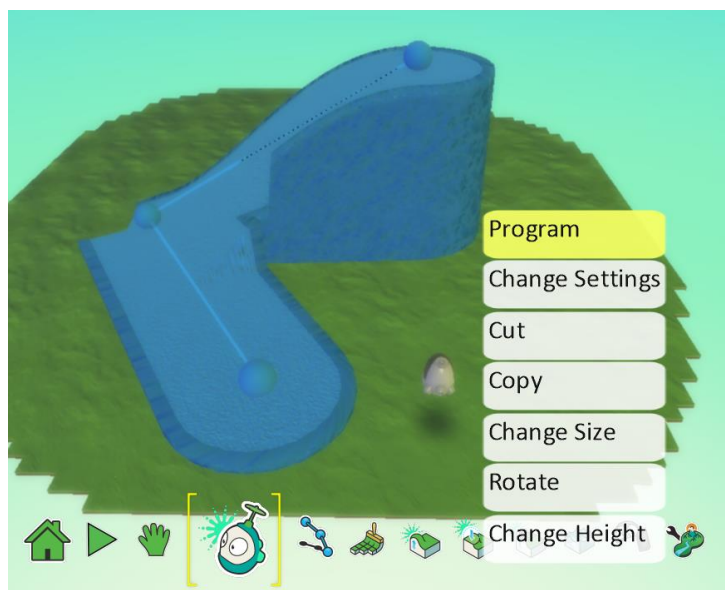 Program
Change Settings
Cut
Copy
Change Size
Rotate
Change Height